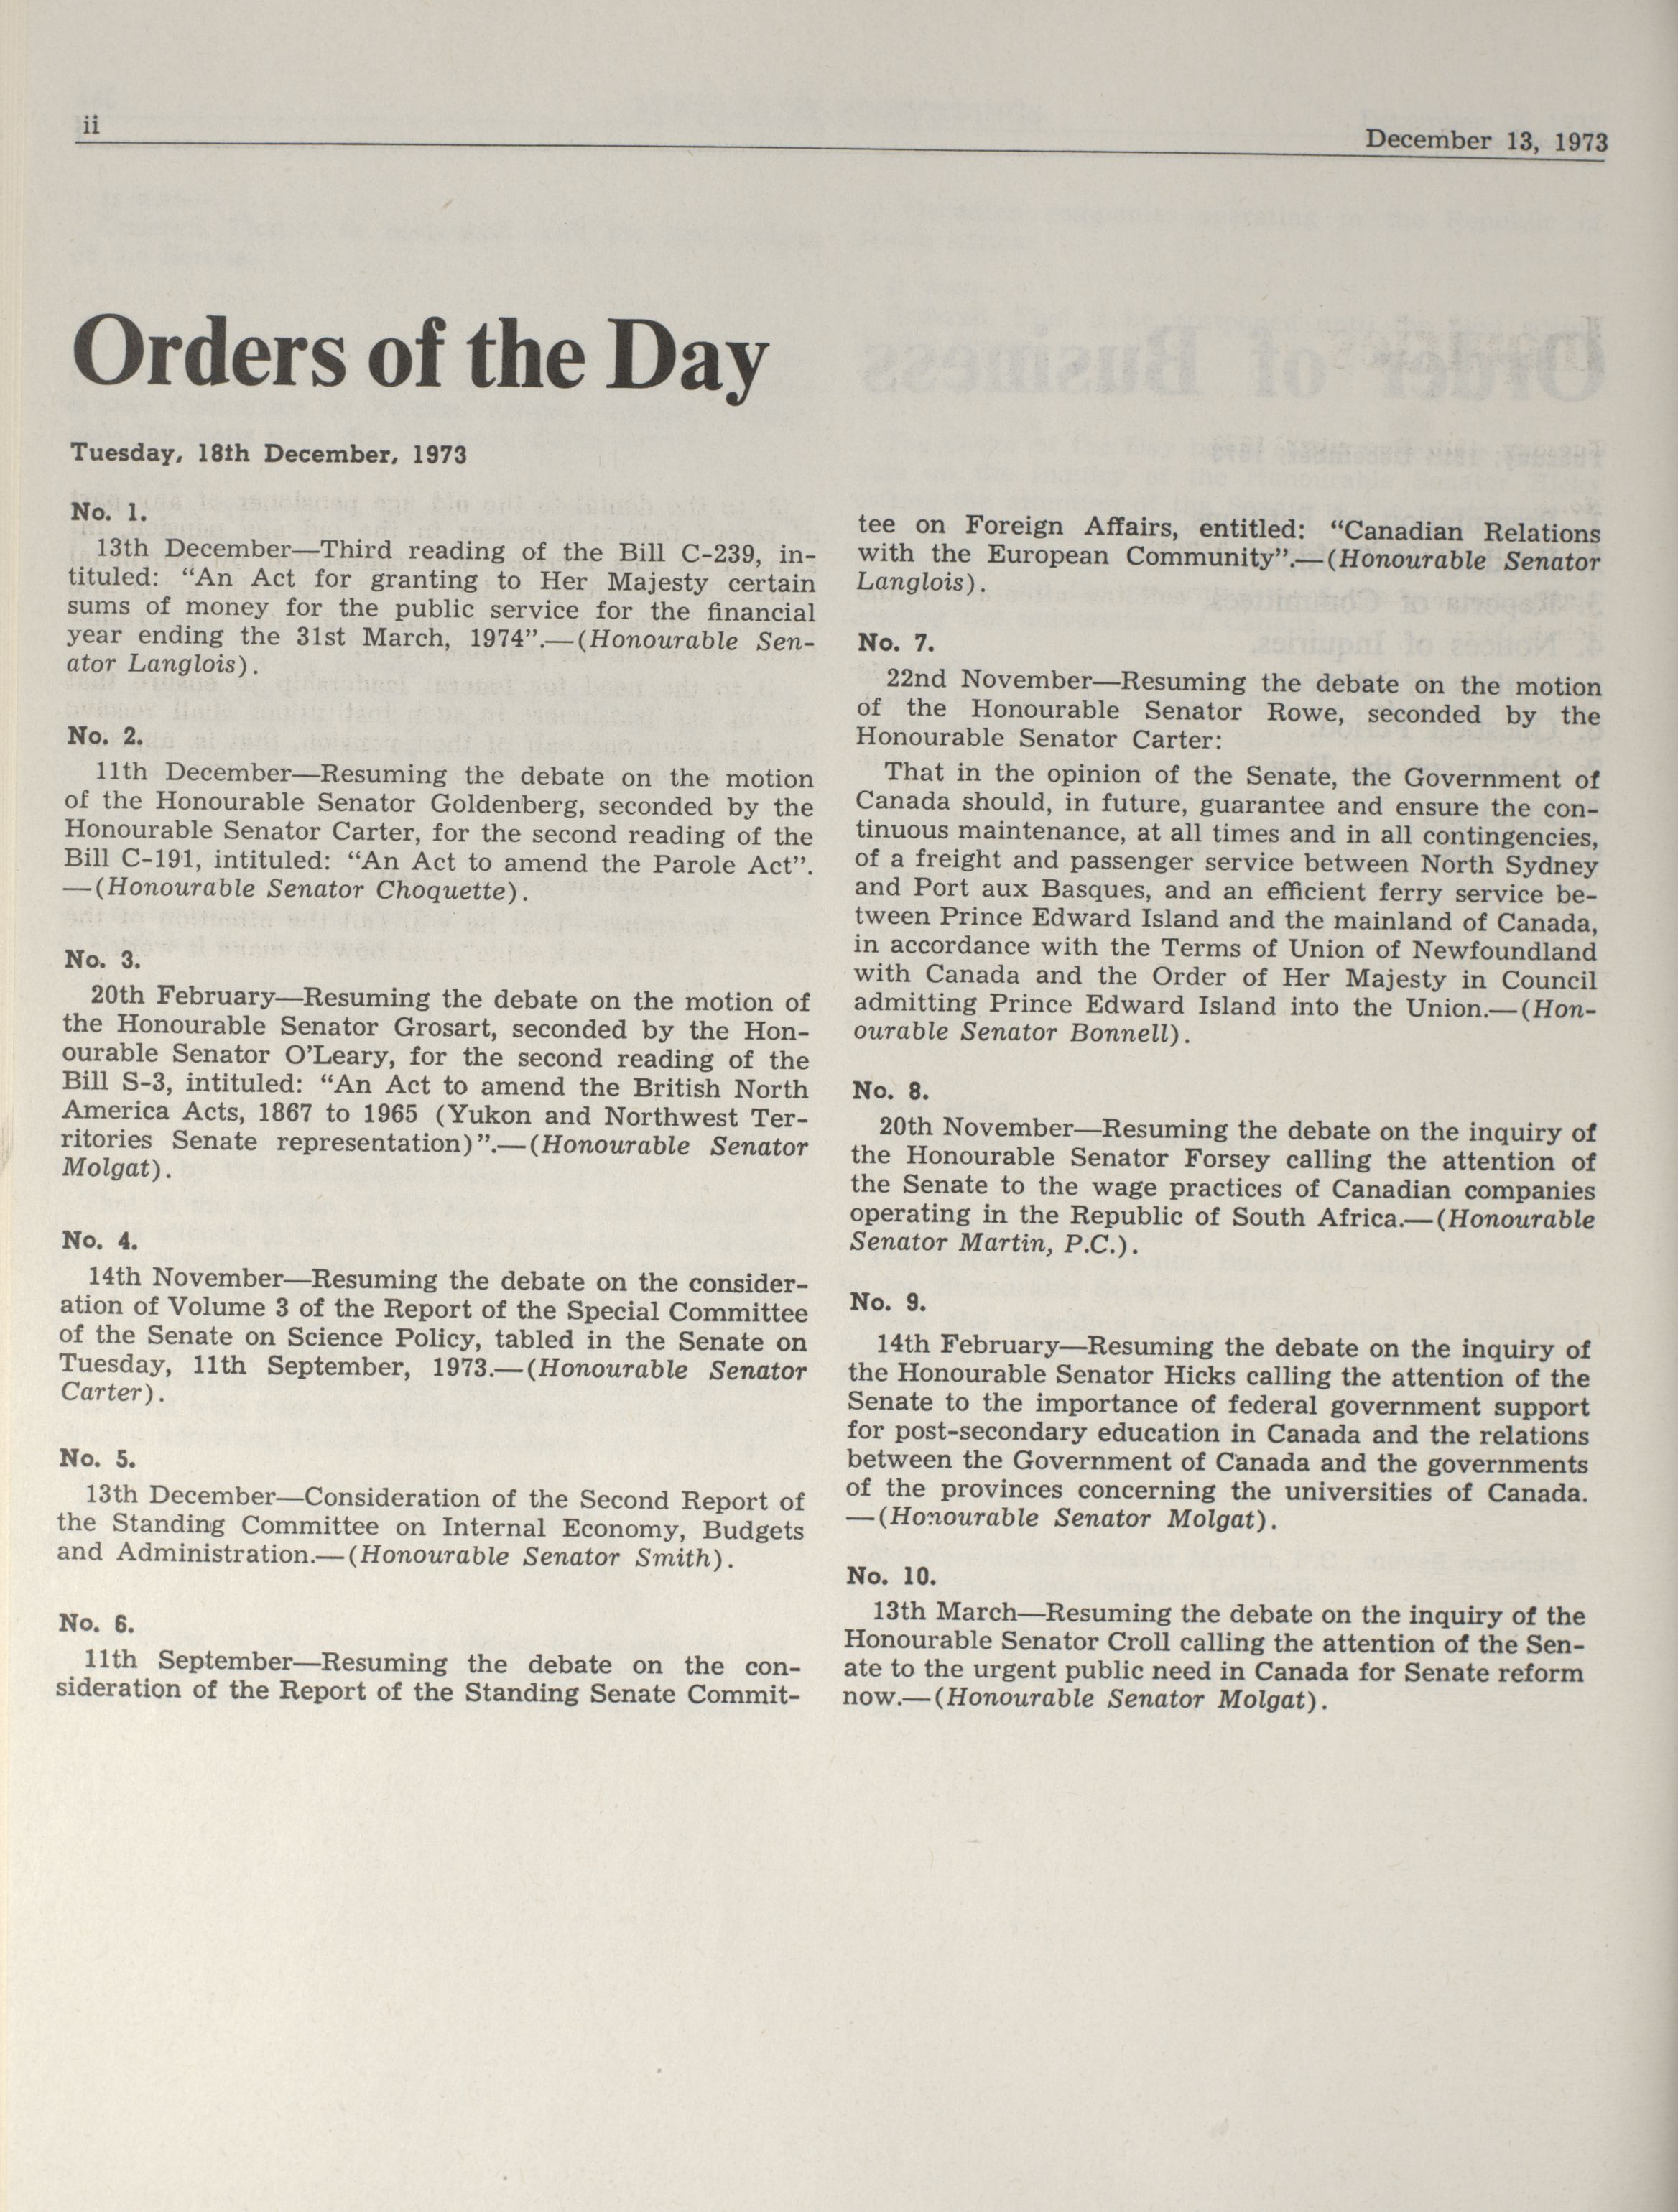 ii
December 13, 1973
Orders of the Day
Tuesday, 18th December, 1973
No. 1.
13th December—Third reading of the Bill C-239, in-
tituled: “An Act for granting to Her Majesty certain
sums of money for the public service for the financial
year ending the 31st March, 1974”.—(Honourable Sen-
ator Langlois).
No. 2.
11th December—Resuming the debate on the motion
of the Honourable Senator Goldenberg, seconded by the
Honourable Senator Carter, for the second reading of the
Bill C-191, intituled: “An Act to amend the Parole Act”.
—(Honourable Senator Choquette).
No. 3.
20th February—Resuming the debate on the motion of
the Honourable Senator Grosart, seconded by the Hon-
ourable Senator O’Leary, for the second reading of the
Bill S-3, intituled: “An Act to amend the British North
America Acts, 1867 to 1965 (Yukon and Northwest Ter-
ritories Senate representation)”.—(Honourable Senator
Molgat).
No. 4.
14th November—Resuming the debate on the consider-
ation of Volume 3 of the Report of the Special Committee
of the Senate on Science Policy, tabled in the Senate on
Tuesday, 11th September, 1973.—(Honourable Senator
Carter).
No. 5.
13th December—Consideration of the Second Report of
the Standing Committee on Internal Economy, Budgets
and Administration.—(Honourable Senator Smith).
No. 6.
11th September—Resuming the debate on the con-
sideration of the Report of the Standing Senate Commit-
tee on Foreign Affairs, entitled: “Canadian Relations
with the European Community”.—(Honourable Senator
Langlois).
No. 7.
22nd November—Resuming the debate on the motion
of the Honourable Senator Rowe, seconded by the
Honourable Senator Carter:
That in the opinion of the Senate, the Government of
Canada should, in future, guarantee and ensure the con-
tinuous maintenance, at all times and in all contingencies,
of a freight and passenger service between North Sydney
and Port aux Basques, and an efficient ferry service be-
tween Prince Edward Island and the mainland of Canada,
in accordance with the Terms of Union of Newfoundland
with Canada and the Order of Her Majesty in Council
admitting Prince Edward Island into the Union.—(Hon-
ourable Senator Bonnell).
No. 8.
20th November—Resuming the debate on the inquiry of
the Honourable Senator Forsey calling the attention of
the Senate to the wage practices of Canadian companies
operating in the Republic of South Africa.—(Honourable
Senator Martin, P.C.).
No. 9.
14th February—Resuming the debate on the inquiry of
the Honourable Senator Hicks calling the attention of the
Senate to the importance of federal government support
for post-secondary education in Canada and the relations
between the Government of Canada and the governments
of the provinces concerning the universities of Canada.
—(Honourable Senator Molgat).
No. 10.
13th March—Resuming the debate on the inquiry of the
Honourable Senator Croll calling the attention of the Sen-
ate to the urgent public need in Canada for Senate reform
now.—(Honourable Senator Molgat).